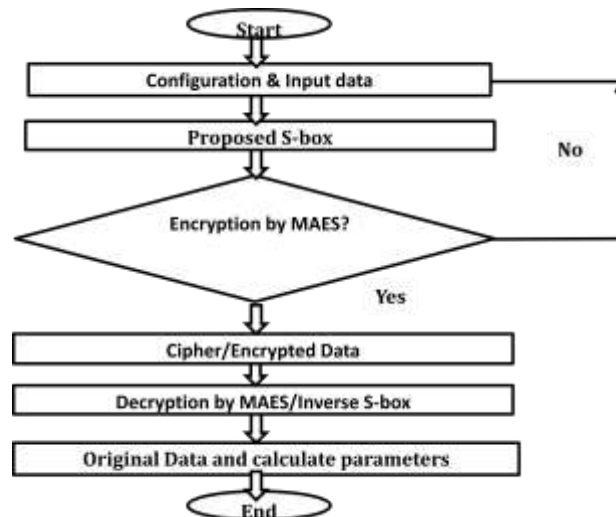 Start
Configuration & Input data
Proposed S-box
No
Encryption by MAES?
Yes
Cipher/Encrypted Data
Decryption by MAES/Inverse S-box
Original Data and calculate parameters
End